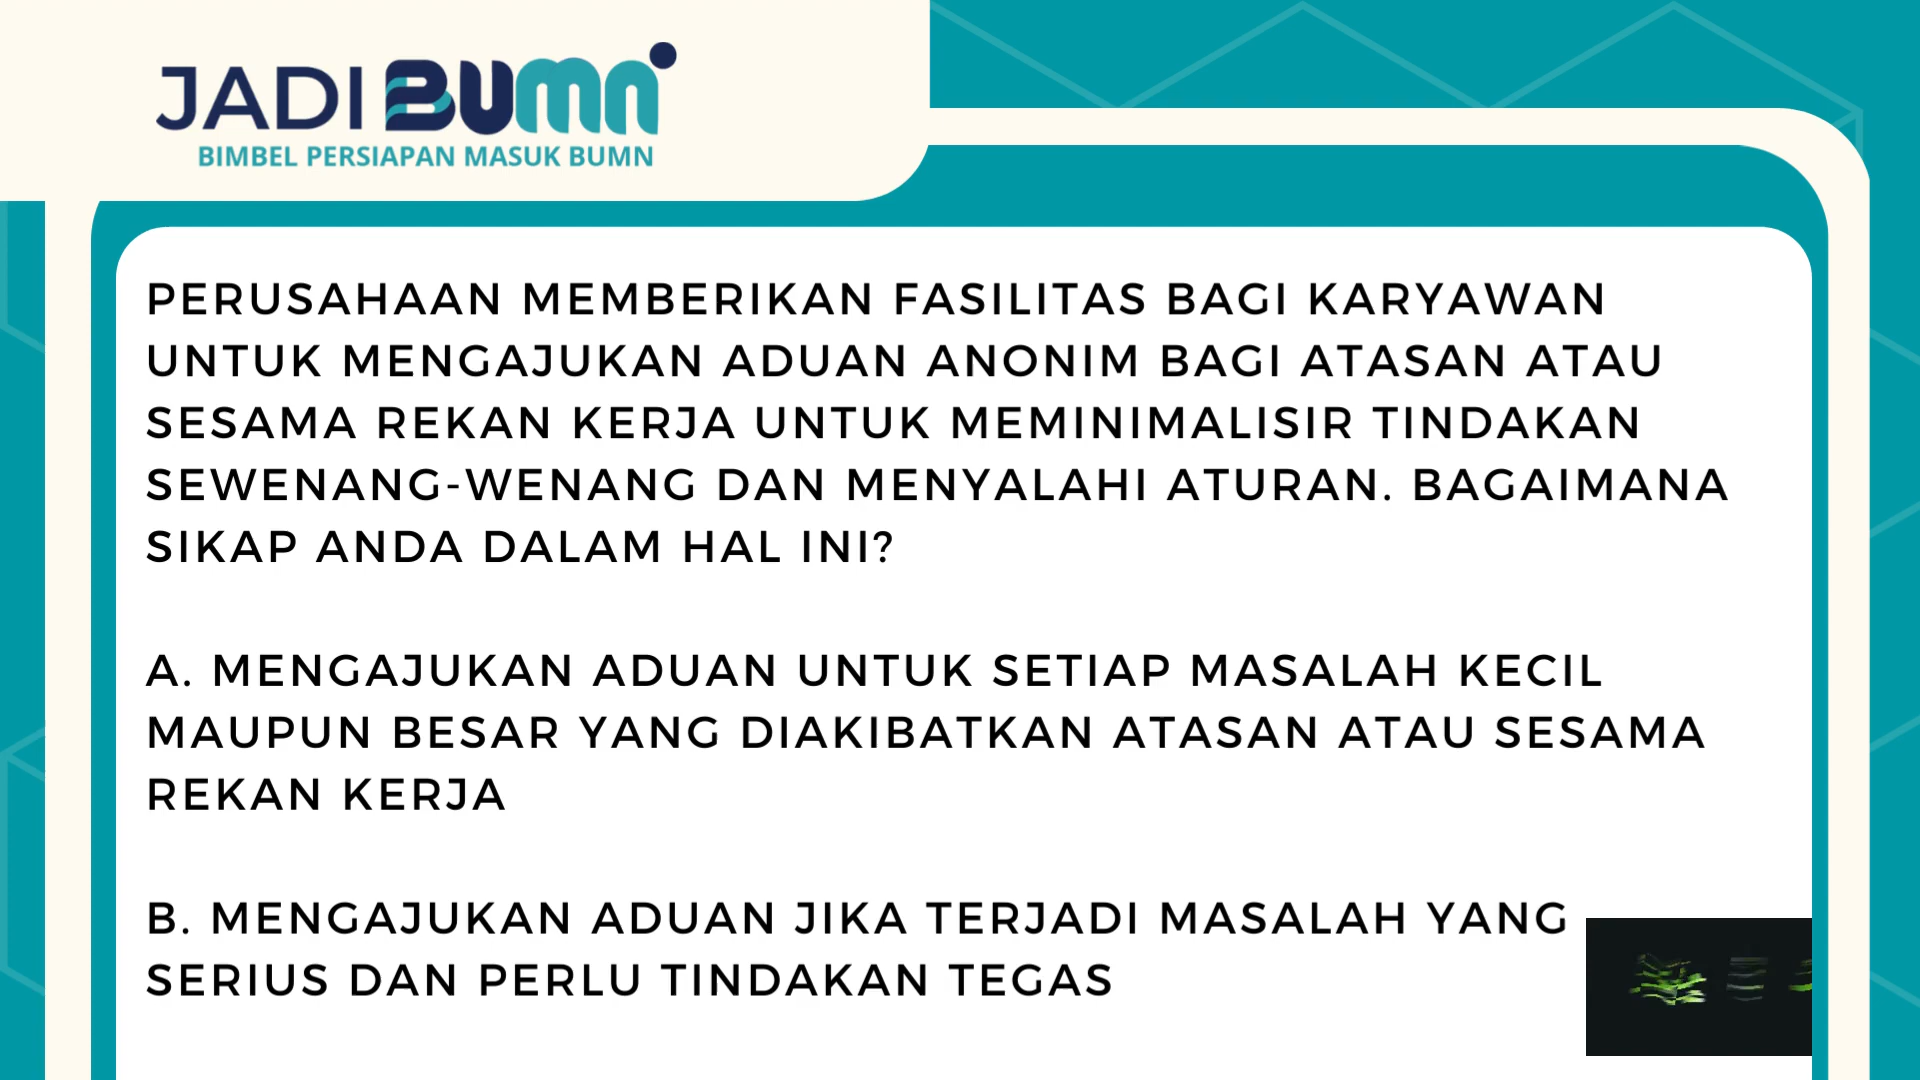 JADI BUMN
BIMBEL PERSIAPAN MASUK BUMN
PERUSAHAAN MEMBERIKAN FASILITAS BAGI KARYAWAN
UNTUK MENGAJUKAN ADUAN ANONIM BAGI ATASAN ATAU
SESAMA REKAN KERJA UNTUK MEMINIMALISIR TINDAKAN
SEWENANG-WENANG DAN MENYALAHI ATURAN. BAGAIMANA
SIKAP ANDA DALAM HAL INI?
A. MENGAJUKAN ADUAN UNTUK SETIAP MASALAH KECIL
MAUPUN BESAR YANG DIAKIBATKAN ATASAN ATAU SESAMA
REKAN KERJA
B. MENGAJUKAN ADUAN JIKA TERJADI MASALAH YANG
SERIUS DAN PERLU TINDAKAN TEGAS